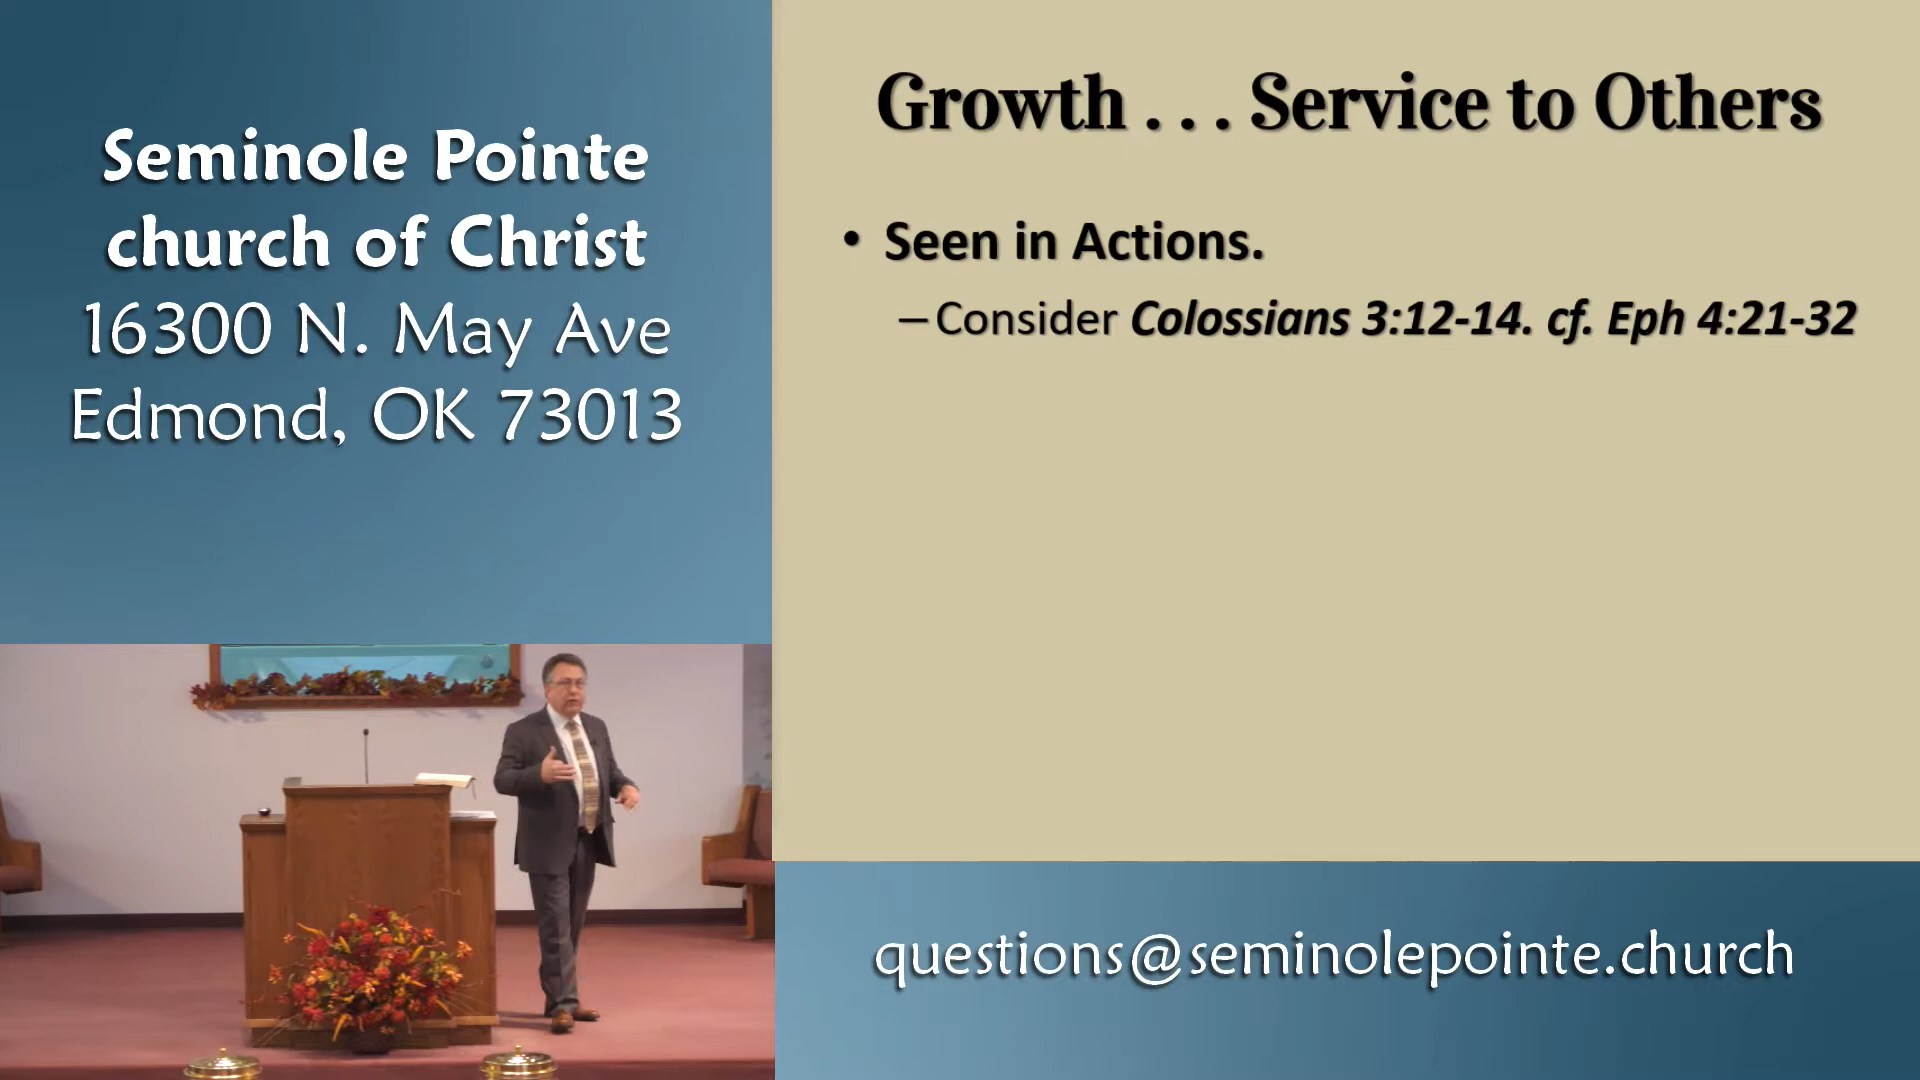 Seminole Pointe
church of Christ
16300 N. May Ave
Edmond, OK 73013
Growth . . . Service to Others
• Seen in Actions.
– Consider Colossians 3:12-14. cf. Eph 4:21-32
questions@seminolepointe.church